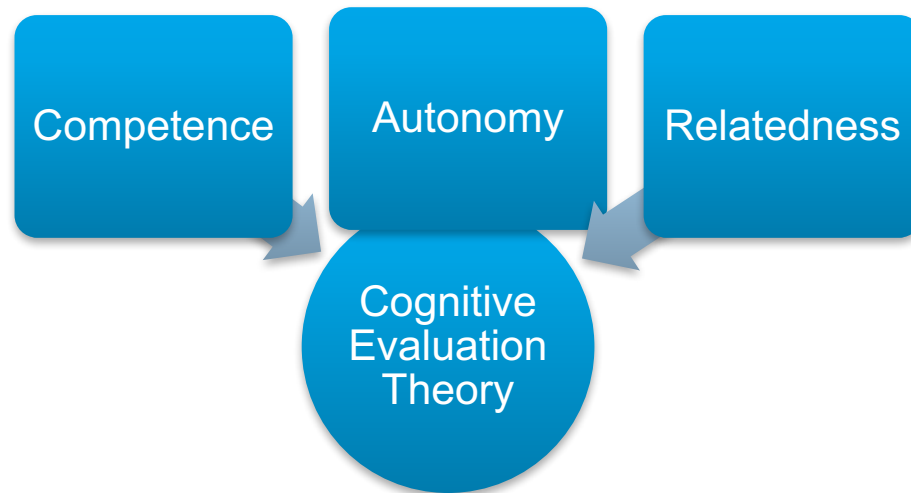 Competence
Autonomy
Relatedness
Cognitive
Evaluation
Theory